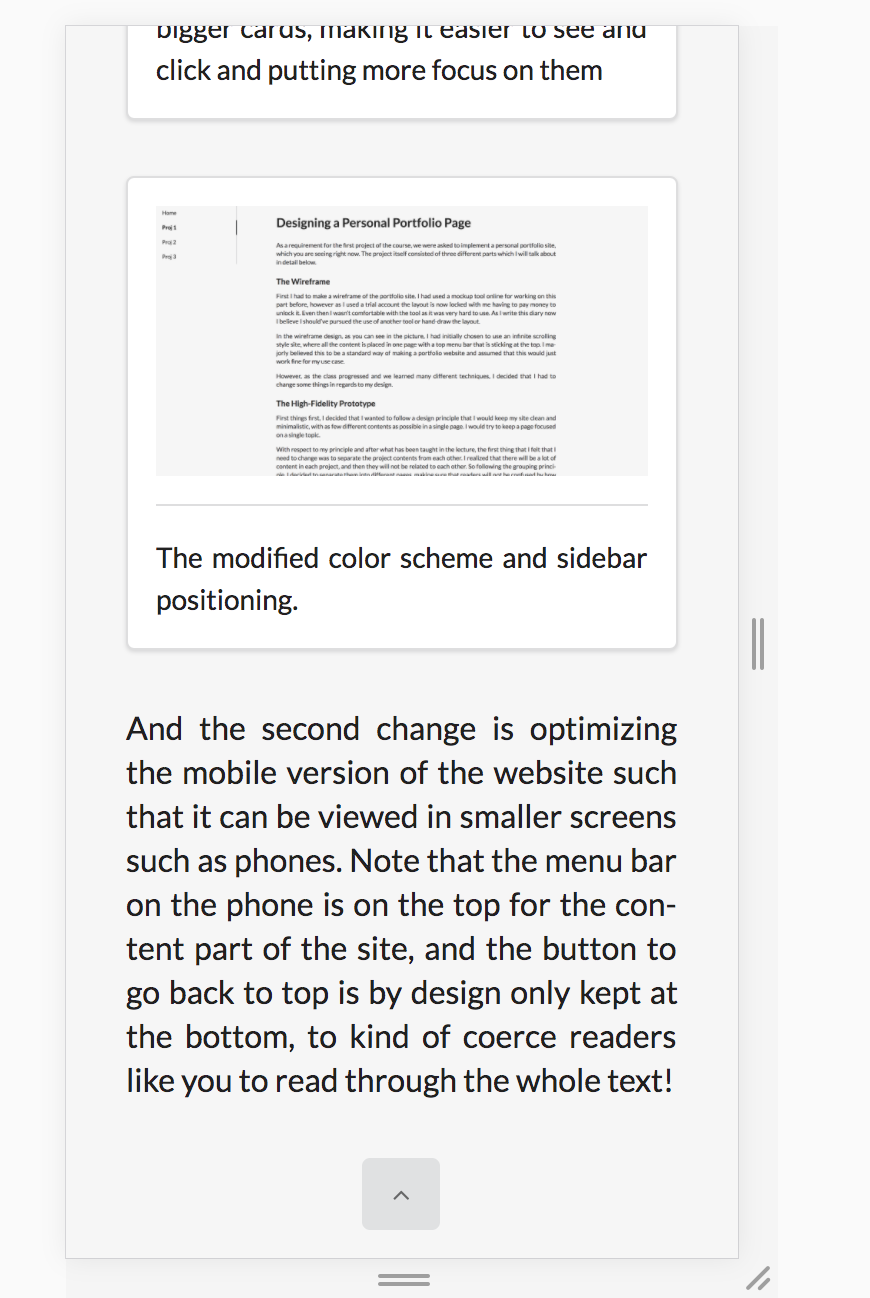 bigger cards, making it easier to see and
click and putting more focus on them
Home
Proj 1
Proj 2
Proj 3
Designing a Personal Portfolio Page
As a requirement for the first project of the course, we were asked to implement a personal portfolio site,
which you are seeing right now. The project itself consisted of three different parts which I will talk about
in detail below.
The Wireframe
First I had to make a wireframe of the portfolio site. I had used a mockup tool online for working on this
part before, however as I used a trial account the layout is now locked with me having to pay money to
unlock it. Even then I wasn't comfortable with the tool as it was very hard to use. As I write this diary now
I believe I should've pursued the use of another tool or hand-draw the layout.
In the wireframe design, as you can see in the picture, I had initially chosen to use an infinite scrolling
style site, where all the content is placed in one page with a top menu bar that is sticking at the top. I ma-
jorly believed this to be a standard way of making a portfolio website and assumed that this would just
work fine for my use case.
However, as the class progressed and we learned many different techniques, I decided that I had to
change some things in regards to my design.
The High-Fidelity Prototype
First things first, I decided that I wanted to follow a design principle that I would keep my site clean and
minimalistic, with as few different contents as possible in a single page. I would try to keep a page focused
on a single topic.
With respect to my principle and after what has been taught in the lecture, the first thing that I felt that I
need to change was to separate the project contents from each other. I realized that there will be a lot of
content in each project, and then they will not be related to each other. So following the grouping princi-
ple, I decided to separate them into different pages, making sure that readers will not be confused by how
The modified color scheme and sidebar
positioning.
And the second change is optimizing
the mobile version of the website such
that it can be viewed in smaller screens
such as phones. Note that the menu bar
on the phone is on the top for the con-
tent part of the site, and the button to
go back to top is by design only kept at
the bottom, to kind of coerce readers
like you to read through the whole text!